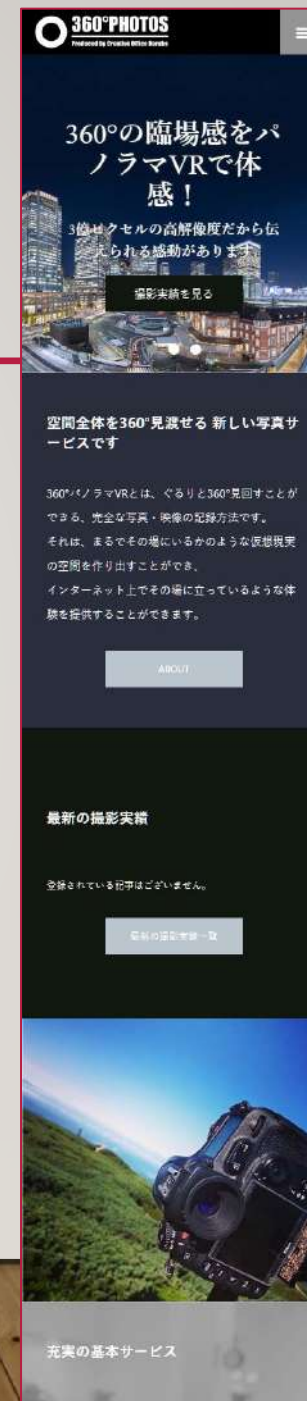 360°PHOTOS
Produced by Creative Office Haruka
360°の臨場感をパ
ノラマVRで体
感！
3億ピクセルの高解像度だから伝
えられる感動があります
撮影実績を見る
空間全体を360°見渡せる 新しい写真サ
ービスです
360°パノラマVRとは、ぐるりと360°見回すことが
できる、完全な写真・映像の記録方法です。
それは、まるでその場にいるかのような仮想現実
の空間を作り出すことができ、
インターネット上でその場に立っているような体
験を提供することができます。
ABOUT
最新の撮影実績
登録されている記事はございません。
最新の撮影実績一覧
充実の基本サービス